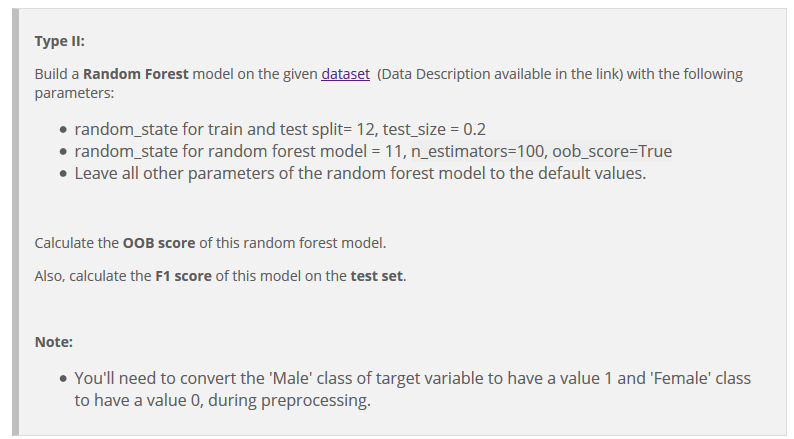 Type II:
Build a Random Forest model on the given dataset (Data Description available in the link) with the following
parameters:
• random_state for train and test split= 12, test_size = 0.2
• random_state for random forest model = 11, n_estimators=100, oob_score=True
• Leave all other parameters of the random forest model to the default values.
Calculate the OOB score of this random forest model.
Also, calculate the F1 score of this model on the test set.
Note:
• You'll need to convert the 'Male' class of target variable to have a value 1 and 'Female' class
to have a value 0, during preprocessing.